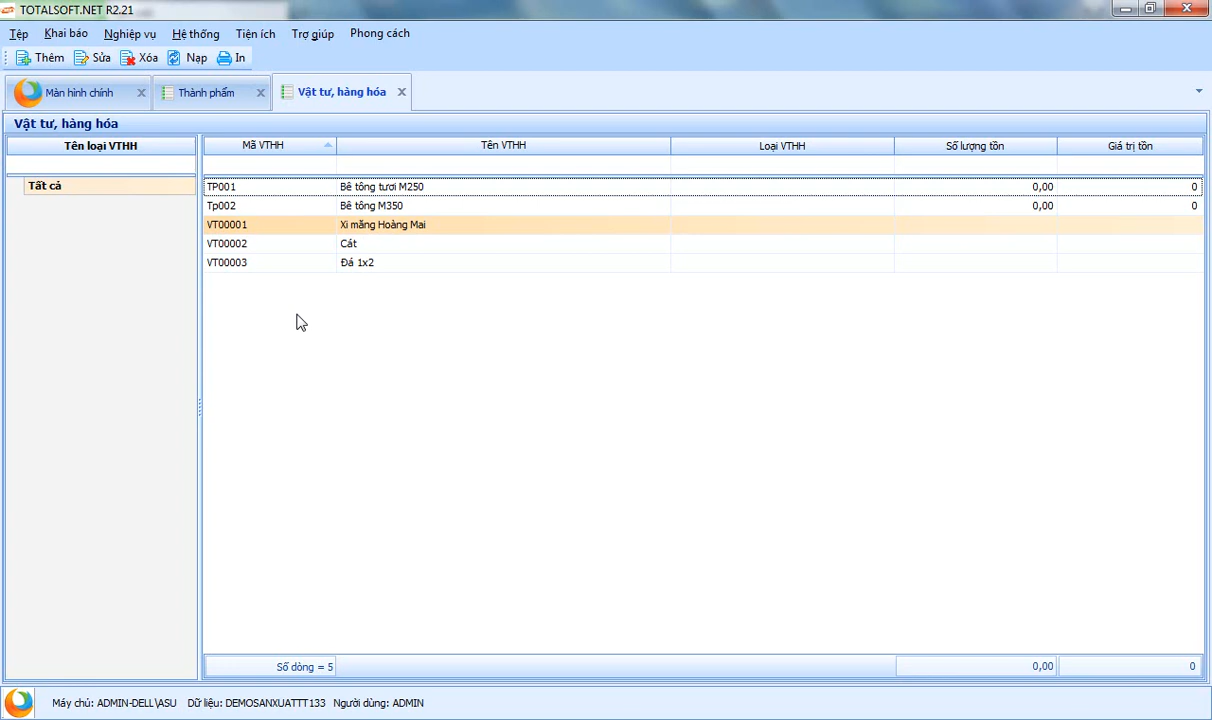 TOTALSOFT.NET R2.21
Tệp Khai báo Nghiệp vụ Hệ thống Tiện ích Trợ giúp Phong cách
Thêm Sửa Xóa Nạp In
Màn hình chính Thành phẩm Vật tư, hàng hóa
Vật tư, hàng hóa
Tên loại VTHH Mã VTHH Tên VTHH Loại VTHH Số lượng tồn Giá trị tồn
Tất cả TP001 Bê tông tươi M250 0,00 0
Tp002 Bê tông M350 0,00 0
VT00001 Xi măng Hoàng Mai
VT00002 Cát
VT00003 Đá 1x2
Số dòng = 5 0,00 0
Máy chủ: ADMIN-DELL\ASU Dữ liệu: DEMOSANXUATTT133 Người dùng: ADMIN